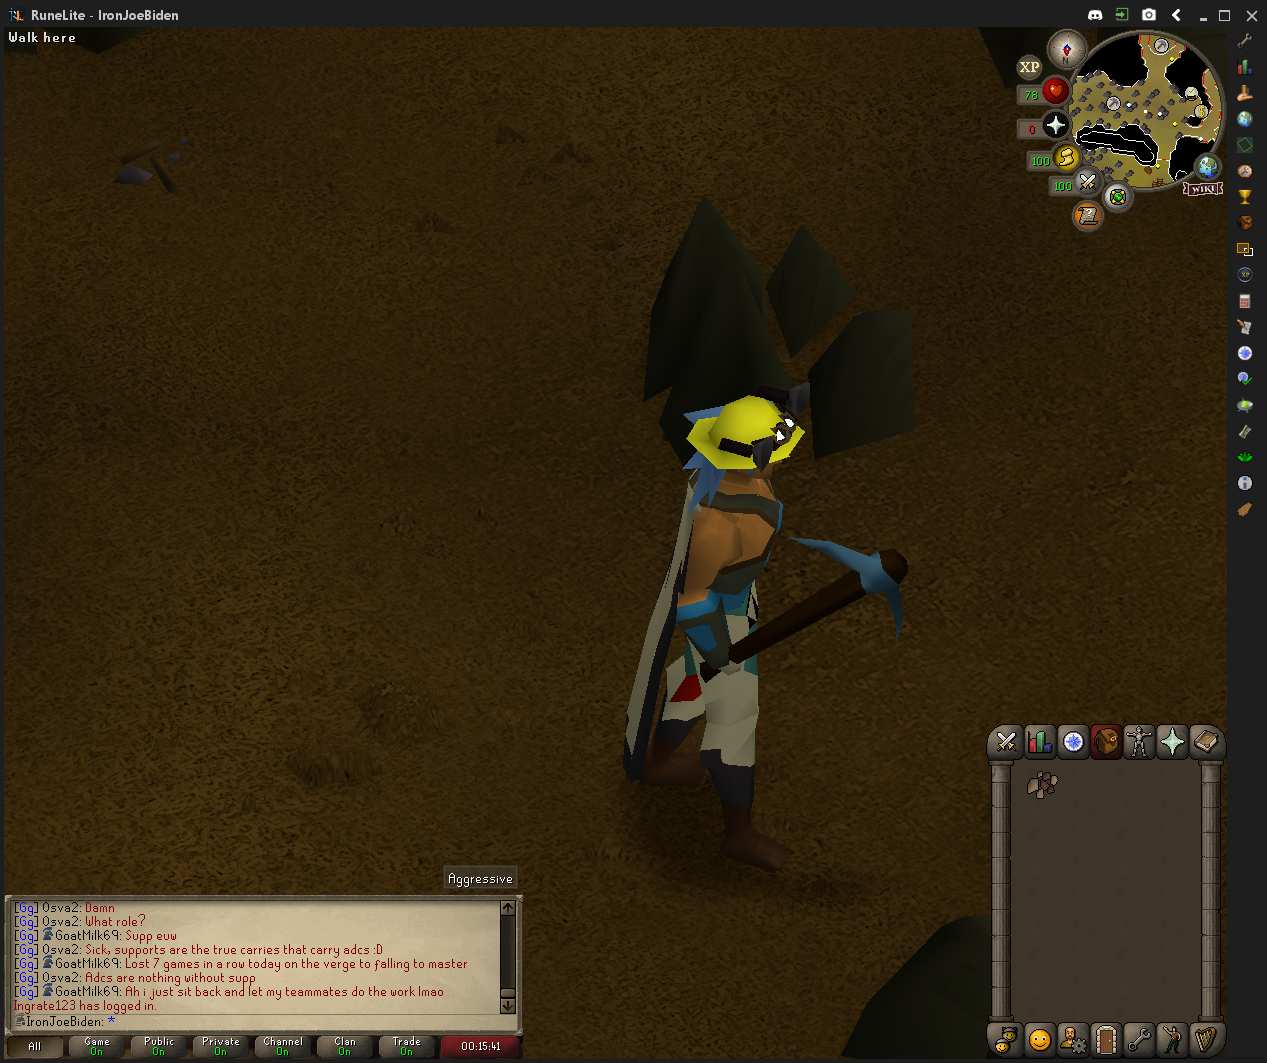 RuneLite - IronJoeBiden
Walk here
N
XP
78
0
100
100
WIKI
Aggressive
[Gg] Osva2: Damn
[Gg] Osva2: What role?
[Gg] GoatMilk69: Supp euw
[Gg] Osva2: Sick, supports are the true carries that carry adcs :D
[Gg] GoatMilk69: Lost 7 games in a row today on the verge to falling to master
[Gg] Osva2: Adcs are nothing without supp
[Gg] GoatMilk69: Ah i just sit back and let my teammates do the work lmao
Ingrate123 has logged in.
IronJoeBiden: *
All
Game On
Public On
Private On
Channel On
Clan On
Trade On
00:15:41